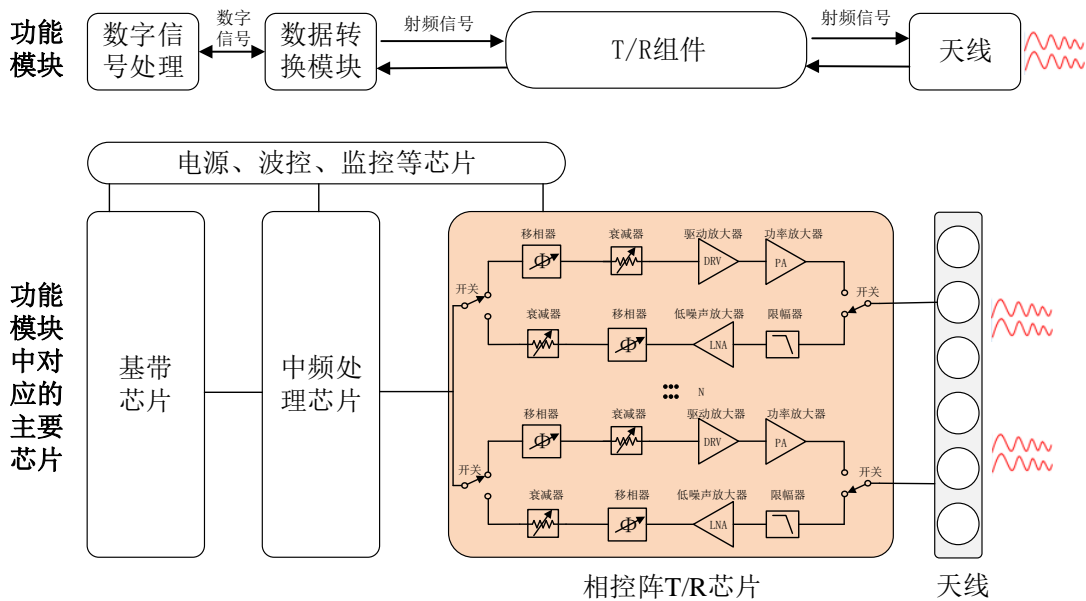 功能
模块
数字信
号处理
数字
信号
数据转
换模块
射频信号
T/R组件
射频信号
天线
电源、波控、监控等芯片
功能
模块
中对
应的
主要
芯片
基带
芯片
中频处
理芯片
移相器
衰减器
驱动放大器
功率放大器
Φ
DRV
PA
开关
开关
衰减器
移相器
低噪声放大器
限幅器
Φ
LNA
N
移相器
衰减器
驱动放大器
功率放大器
Φ
DRV
PA
开关
开关
衰减器
移相器
低噪声放大器
限幅器
Φ
LNA
相控阵T/R芯片
天线